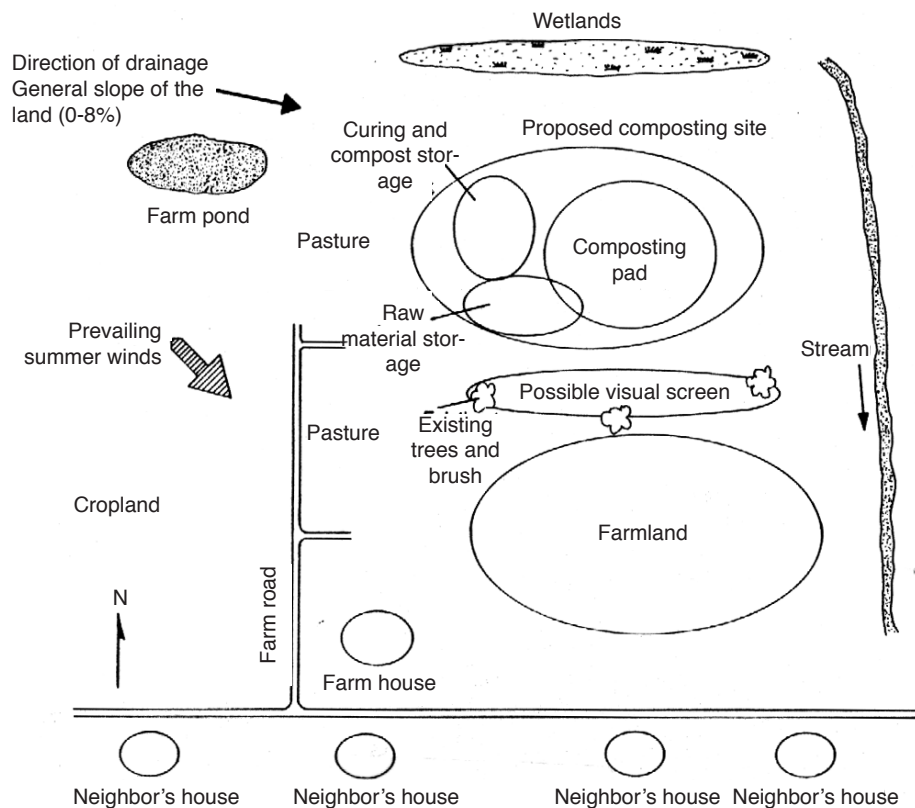 Wetlands
Direction of drainage
General slope of the
land (0-8%)
Curing and
compost stor-
age
Proposed composting site
Farm pond
Pasture
Composting
pad
Raw
material stor-
age
Prevailing
summer winds
Stream
Possible visual screen
Pasture
Existing
trees and
brush
Cropland
Farmland
N
Farm road
Farm house
Neighbor's house
Neighbor's house
Neighbor's house
Neighbor's house